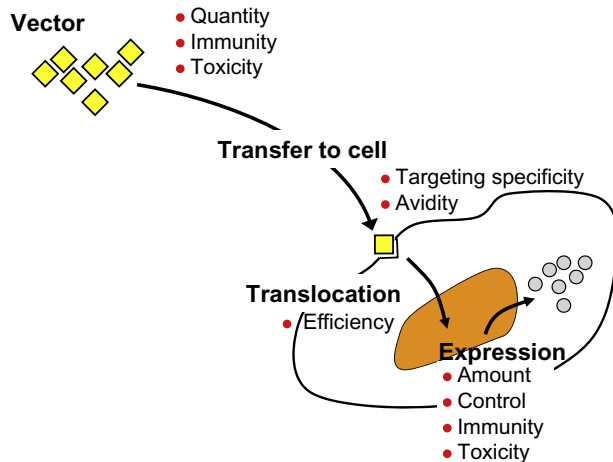 Vector
• Quantity
• Immunity
• Toxicity
Transfer to cell
• Targeting specificity
• Avidity
Translocation
• Efficiency
Expression
• Amount
• Control
• Immunity
• Toxicity